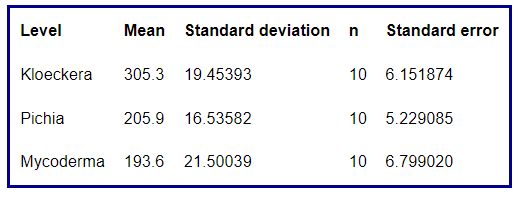 Level Mean Standard deviation n Standard error
Kloeckera 305.3 19.45393 10 6.151874
Pichia 205.9 16.53582 10 5.229085
Mycoderma 193.6 21.50039 10 6.799020